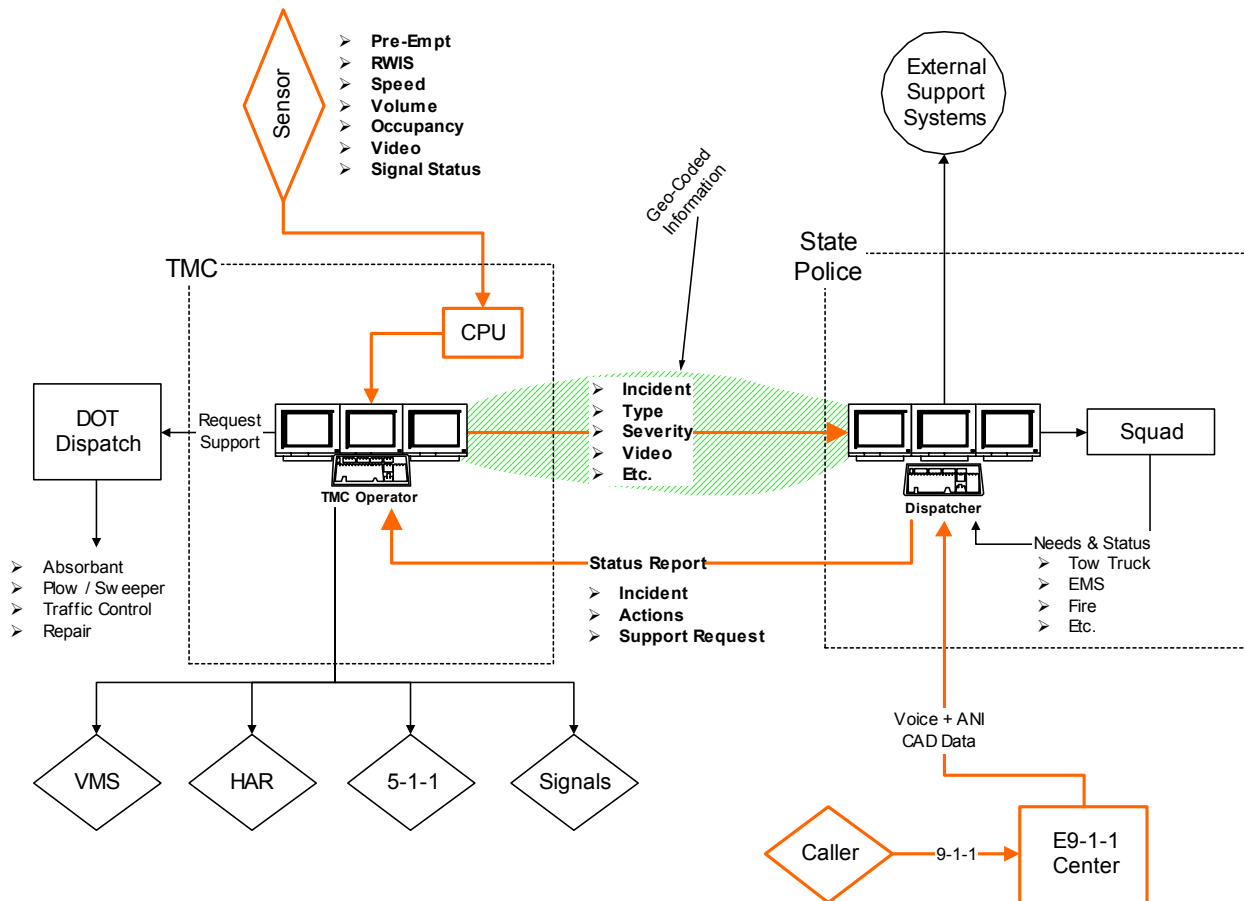 Sensor
➢ Pre-Empt
➢ RWIS
➢ Speed
➢ Volume
➢ Occupancy
➢ Video
➢ Signal Status
External
Support
Systems
Geo-Coded
Information
TMC
State
Police
CPU
DOT
Dispatch
Request
Support
TMC Operator
➢ Incident
➢ Type
➢ Severity
➢ Video
➢ Etc.
Dispatcher
Squad
➢ Absorbant
➢ Plow / Sweeper
➢ Traffic Control
➢ Repair
Status Report
➢ Incident
➢ Actions
➢ Support Request
Needs & Status
➢ Tow Truck
➢ EMS
➢ Fire
➢ Etc.
VMS
HAR
5-1-1
Signals
Voice + ANI
CAD Data
Caller
9-1-1
E9-1-1
Center